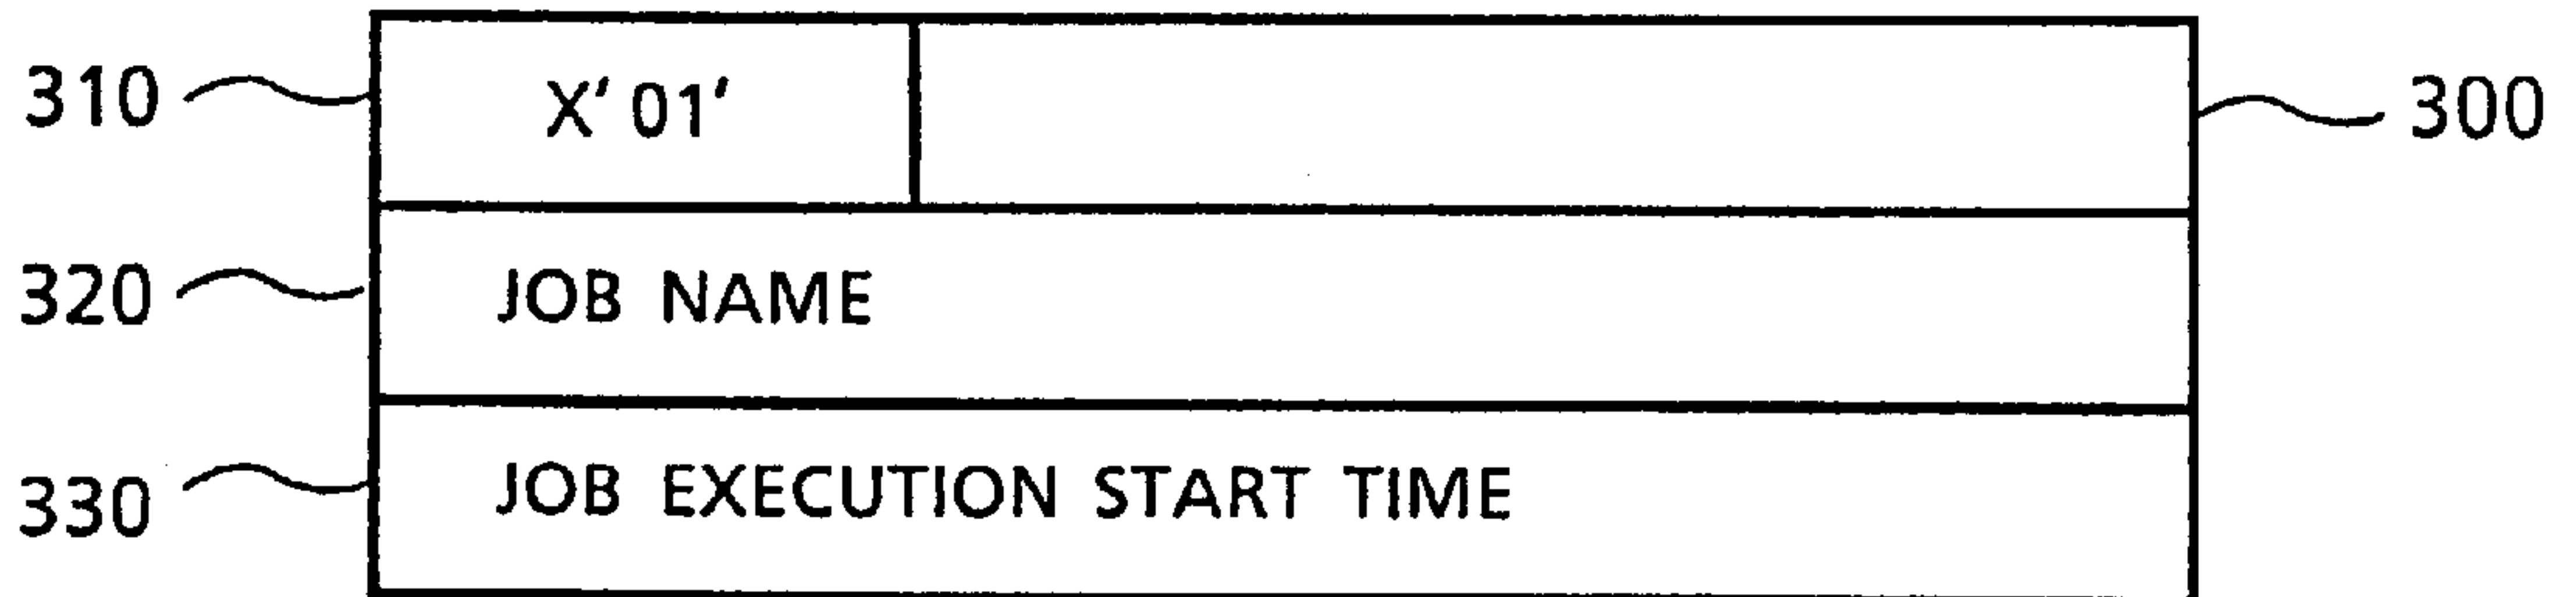 310 X' 01' 300
320 JOB NAME
330 JOB EXECUTION START TIME